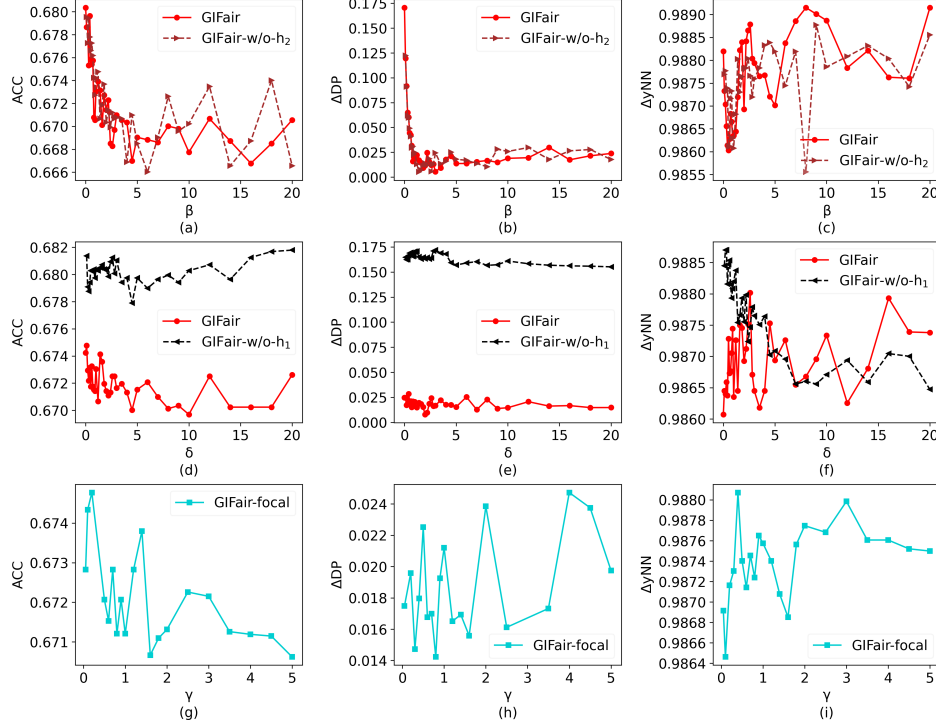 0.680
0.678
0.676
0.674
0.672
0.670
0.668
0.666
ACC
GIFair
GIFair-w/o-h₂
0 5 10 15 20
β
(a)
0.175
0.150
0.125
0.100
0.075
0.050
0.025
0.000
ΔDP
GIFair
GIFair-w/o-h₂
0 5 10 15 20
β
(b)
0.9890
0.9885
0.9880
0.9875
0.9870
0.9865
0.9860
0.9855
ΔyNN
GIFair
GIFair-w/o-h₂
0 5 10 15 20
β
(c)
0.682
0.680
0.678
0.676
0.674
0.672
0.670
ACC
GIFair
GIFair-w/o-h₁
0 5 10 15 20
δ
(d)
0.175
0.150
0.125
0.100
0.075
0.050
0.025
0.000
ΔDP
GIFair
GIFair-w/o-h₁
0 5 10 15 20
δ
(e)
0.9885
0.9880
0.9875
0.9870
0.9865
0.9860
ΔyNN
GIFair
GIFair-w/o-h₁
0 5 10 15 20
δ
(f)
0.674
0.673
0.672
0.671
ACC
GIFair-focal
0 1 2 3 4 5
γ
(g)
0.024
0.022
0.020
0.018
0.016
0.014
ΔDP
GIFair-focal
0 1 2 3 4 5
γ
(h)
0.9880
0.9878
0.9876
0.9874
0.9872
0.9870
0.9868
0.9866
0.9864
ΔyNN
GIFair-focal
0 1 2 3 4 5
γ
(i)